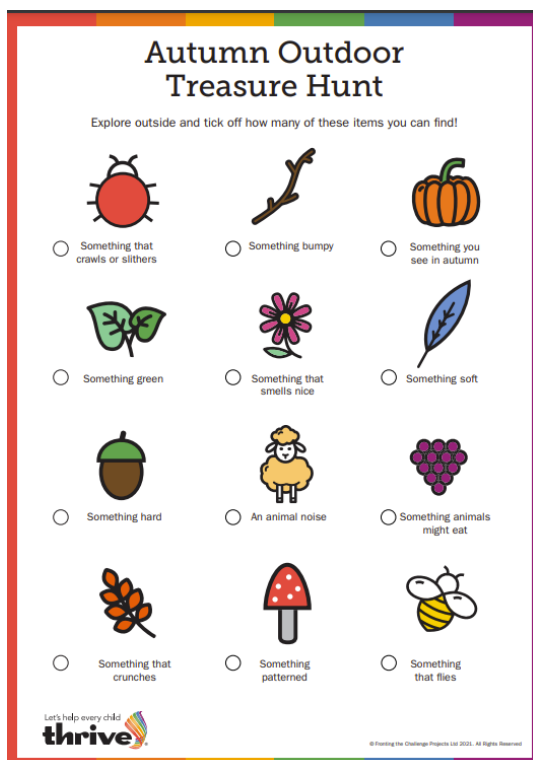 Autumn Outdoor
Treasure Hunt
Explore outside and tick off how many of these items you can find!
Something that
crawls or slithers
Something bumpy
Something you
see in autumn
Something green
Something that
smells nice
Something soft
Something hard
An animal noise
Something animals
might eat
Something that
crunches
Something
patterned
Something
that flies
Let's help every child
thrive
© Fronting the Challenge Projects Ltd 2021. All Rights Reserved